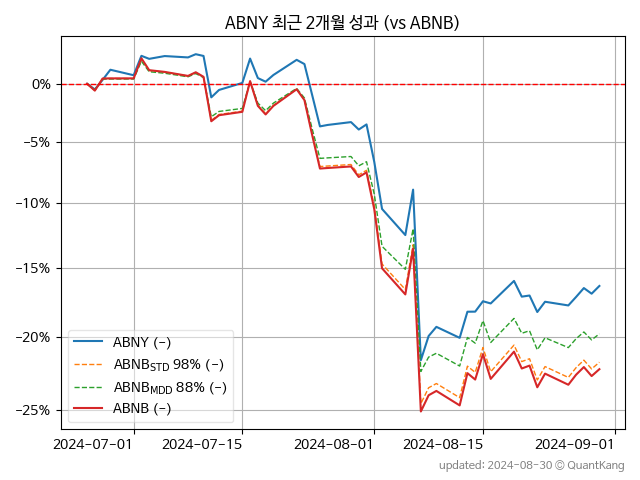 ABNY 최근 2개월 성과 (vs ABNB)
0%
−5%
−10%
−15%
−20%
−25%
ABNY (−)
ABNB_STD 98% (−)
ABNB_MDD 88% (−)
ABNB (−)
2024-07-01 2024-07-15 2024-08-01 2024-08-15 2024-09-01
updated: 2024-08-30 © QuantKang